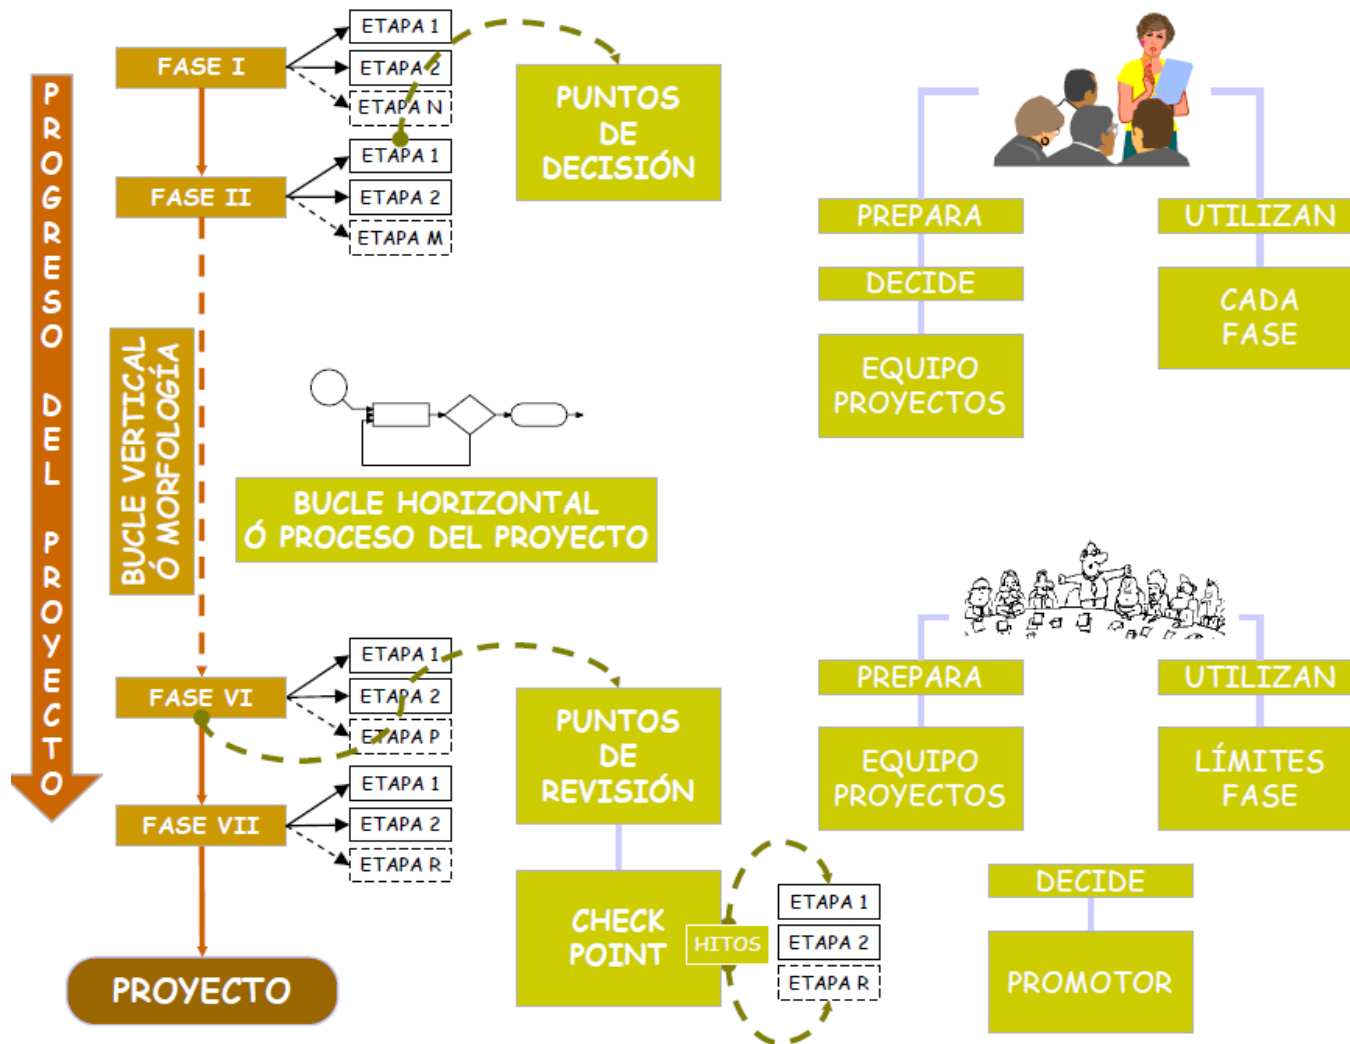 PROGRESO DEL PROYECTO
FASE I
ETAPA 1
ETAPA 2
ETAPA N
FASE II
ETAPA 1
ETAPA 2
ETAPA M
PUNTOS
DE
DECISIÓN
BUCLE VERTICAL
Ó MORFOLOGÍA
BUCLE HORIZONTAL
Ó PROCESO DEL PROYECTO
FASE VI
ETAPA 1
ETAPA 2
ETAPA P
FASE VII
ETAPA 1
ETAPA 2
ETAPA R
PROYECTO
PUNTOS
DE
REVISIÓN
CHECK
POINT
HITOS
ETAPA 1
ETAPA 2
ETAPA R
PREPARA
DECIDE
EQUIPO
PROYECTOS
UTILIZAN
CADA
FASE
PREPARA
EQUIPO
PROYECTOS
UTILIZAN
LÍMITES
FASE
DECIDE
PROMOTOR